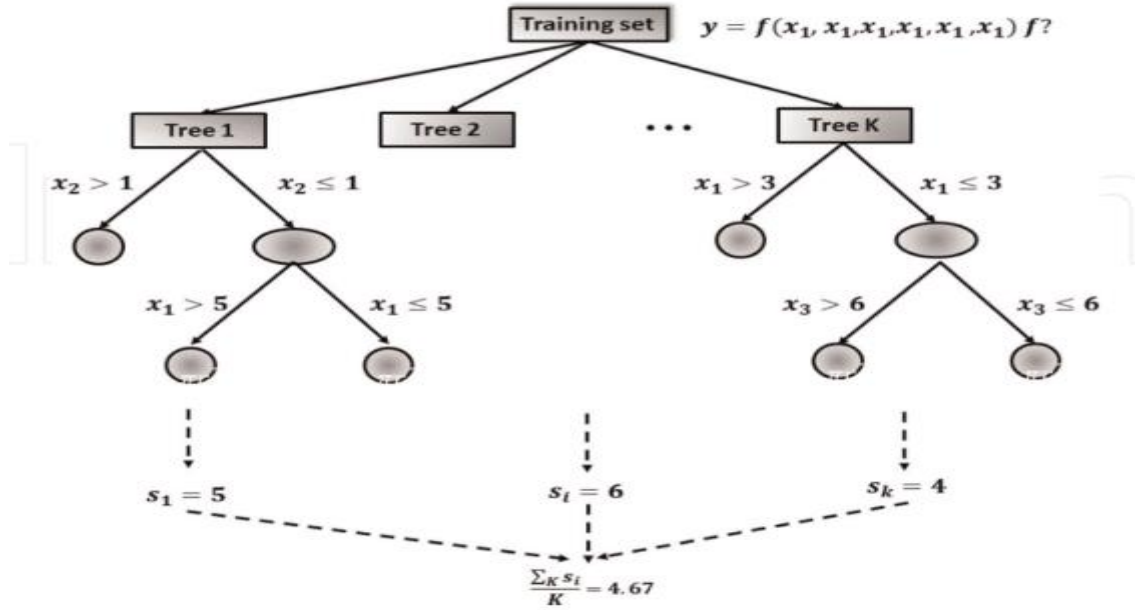 Training set y = f(x₁, x₁,x₁,x₁,x₁,x₁) f?
Tree 1 Tree 2 ... Tree K
x₂ > 1 x₂ ≤ 1 x₁ > 3 x₁ ≤ 3
x₁ > 5 x₁ ≤ 5 x₃ > 6 x₃ ≤ 6
s₁ = 5 sᵢ = 6 sₖ = 4
∑_K sᵢ / K = 4.67